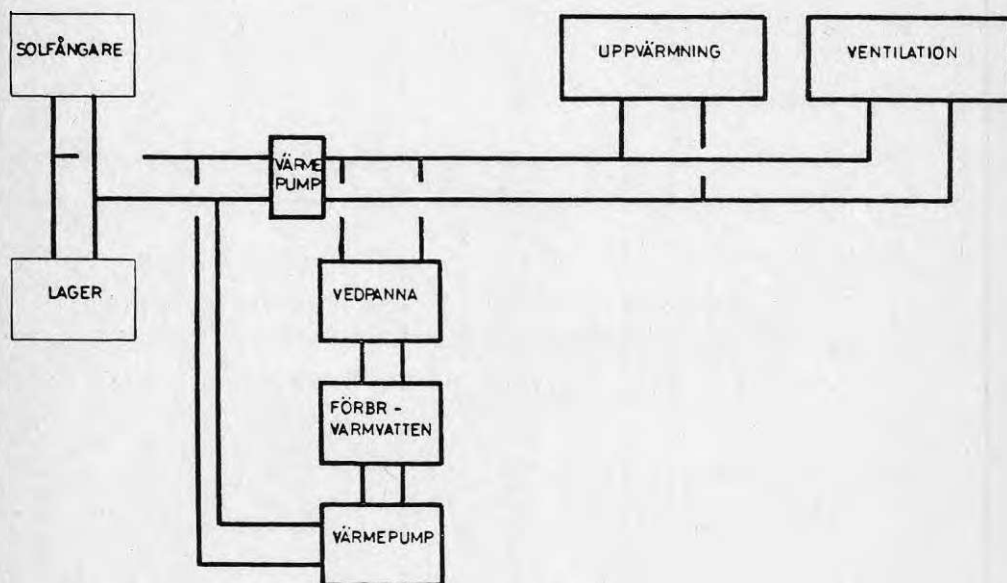 SOLFÅNGARE
UPPVÄRMNING
VENTILATION
VÄRME
PUMP
LAGER
VEDPANNA
FÖRBR -
VARMVATTEN
VÄRMEPUMP